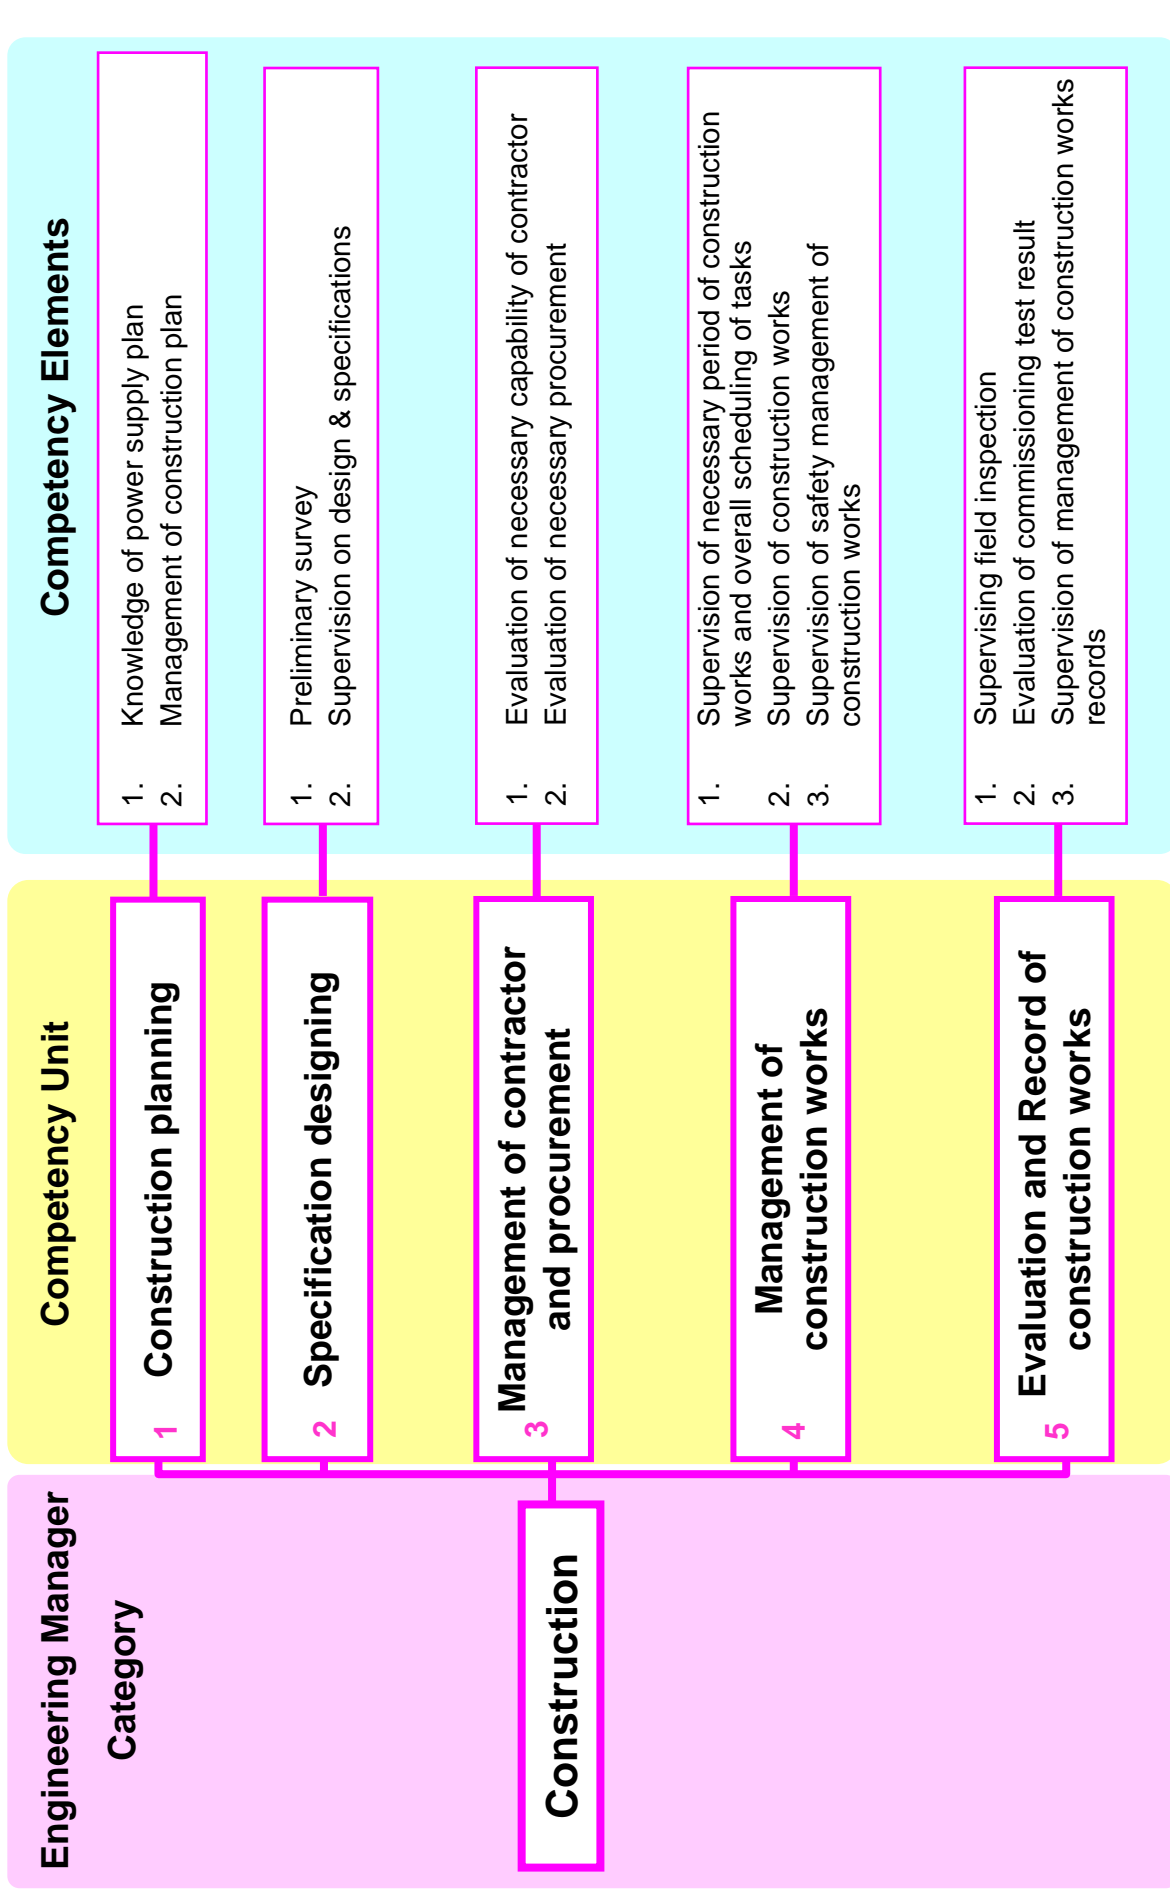 Engineering Manager
Category
Construction
Competency Unit
1 Construction planning
2 Specification designing
3 Management of contractor
and procurement
4 Management of
construction works
5 Evaluation and Record of
construction works
Competency Elements
1. Knowledge of power supply plan
2. Management of construction plan
1. Preliminary survey
2. Supervision on design & specifications
1. Evaluation of necessary capability of contractor
2. Evaluation of necessary procurement
1. Supervision of necessary period of construction
works and overall scheduling of tasks
2. Supervision of construction works
3. Supervision of safety management of
construction works
1. Supervising field inspection
2. Evaluation of commissioning test result
3. Supervision of management of construction works
records